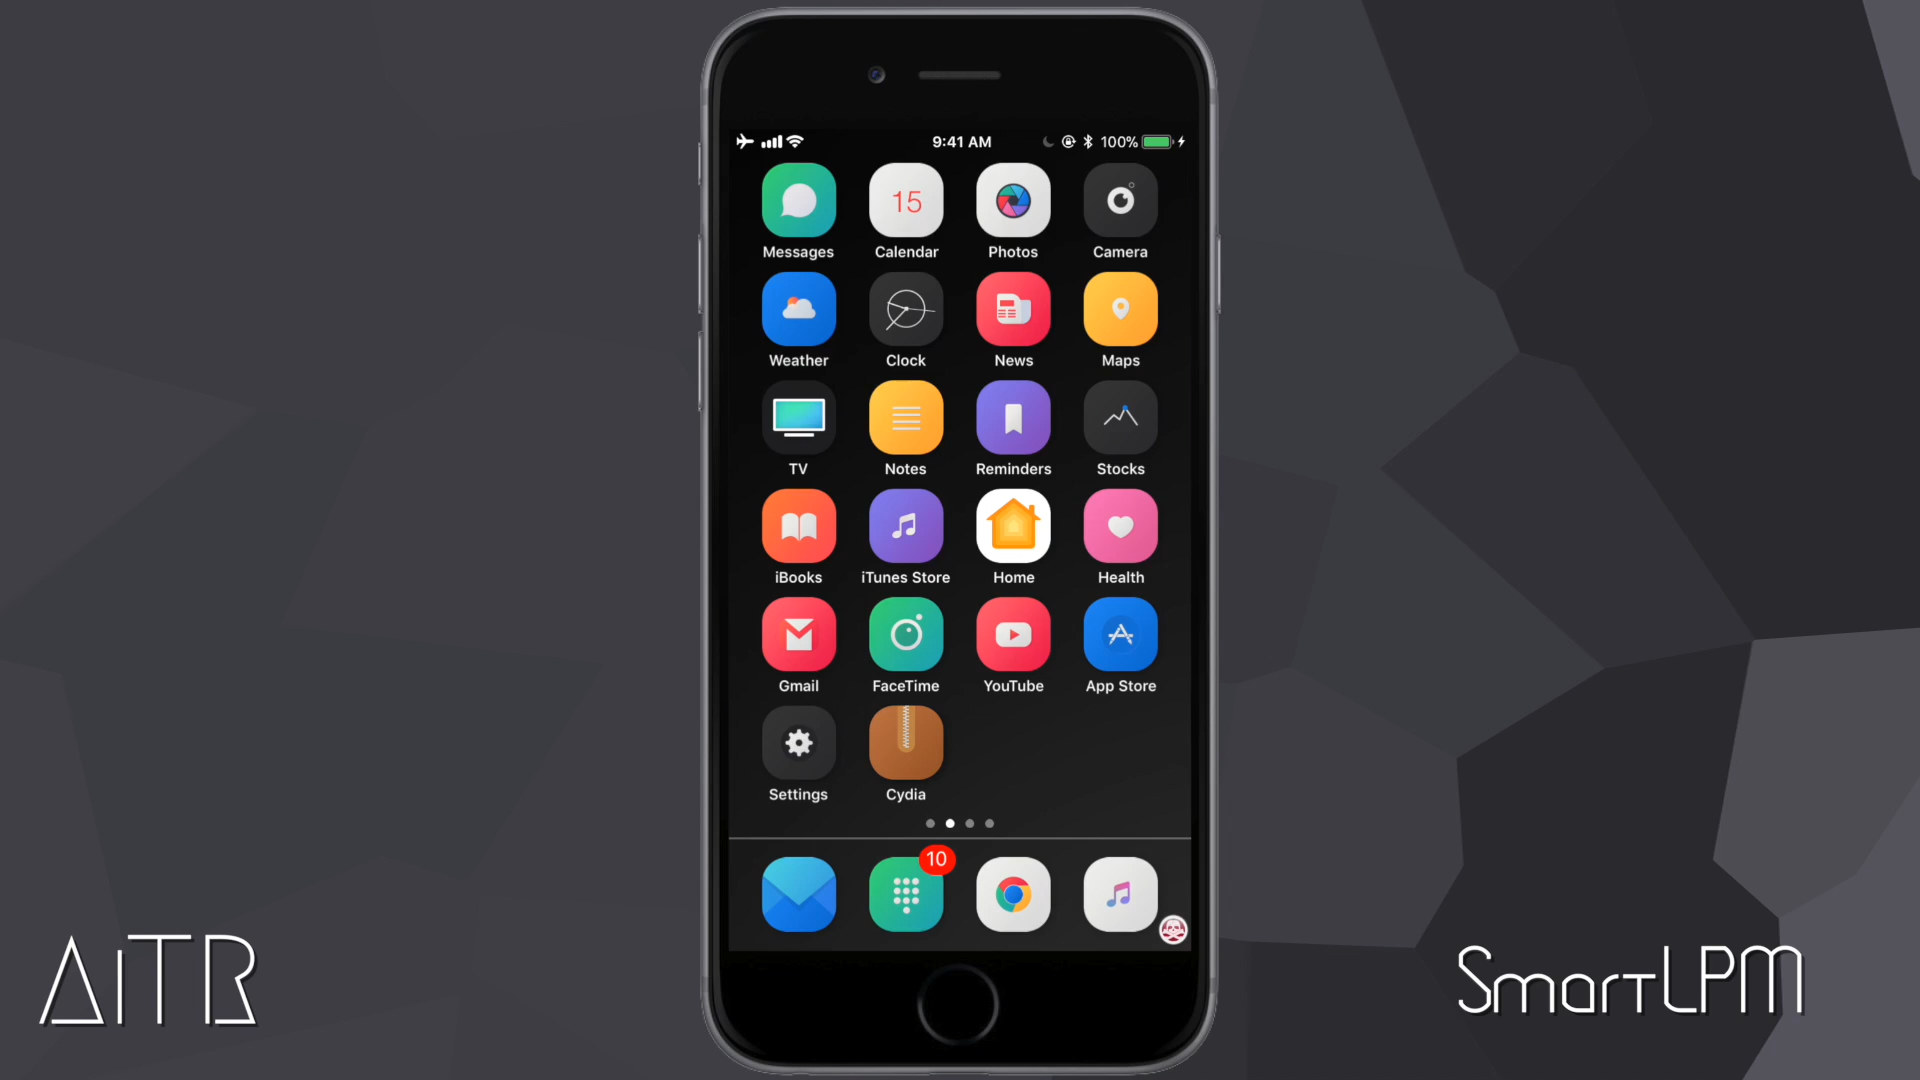 9:41 AM 100%
15
Messages Calendar Photos Camera
Weather Clock News Maps
TV Notes Reminders Stocks
iBooks iTunes Store Home Health
Gmail FaceTime YouTube App Store
Settings Cydia
10
AiTR
SmartLPM